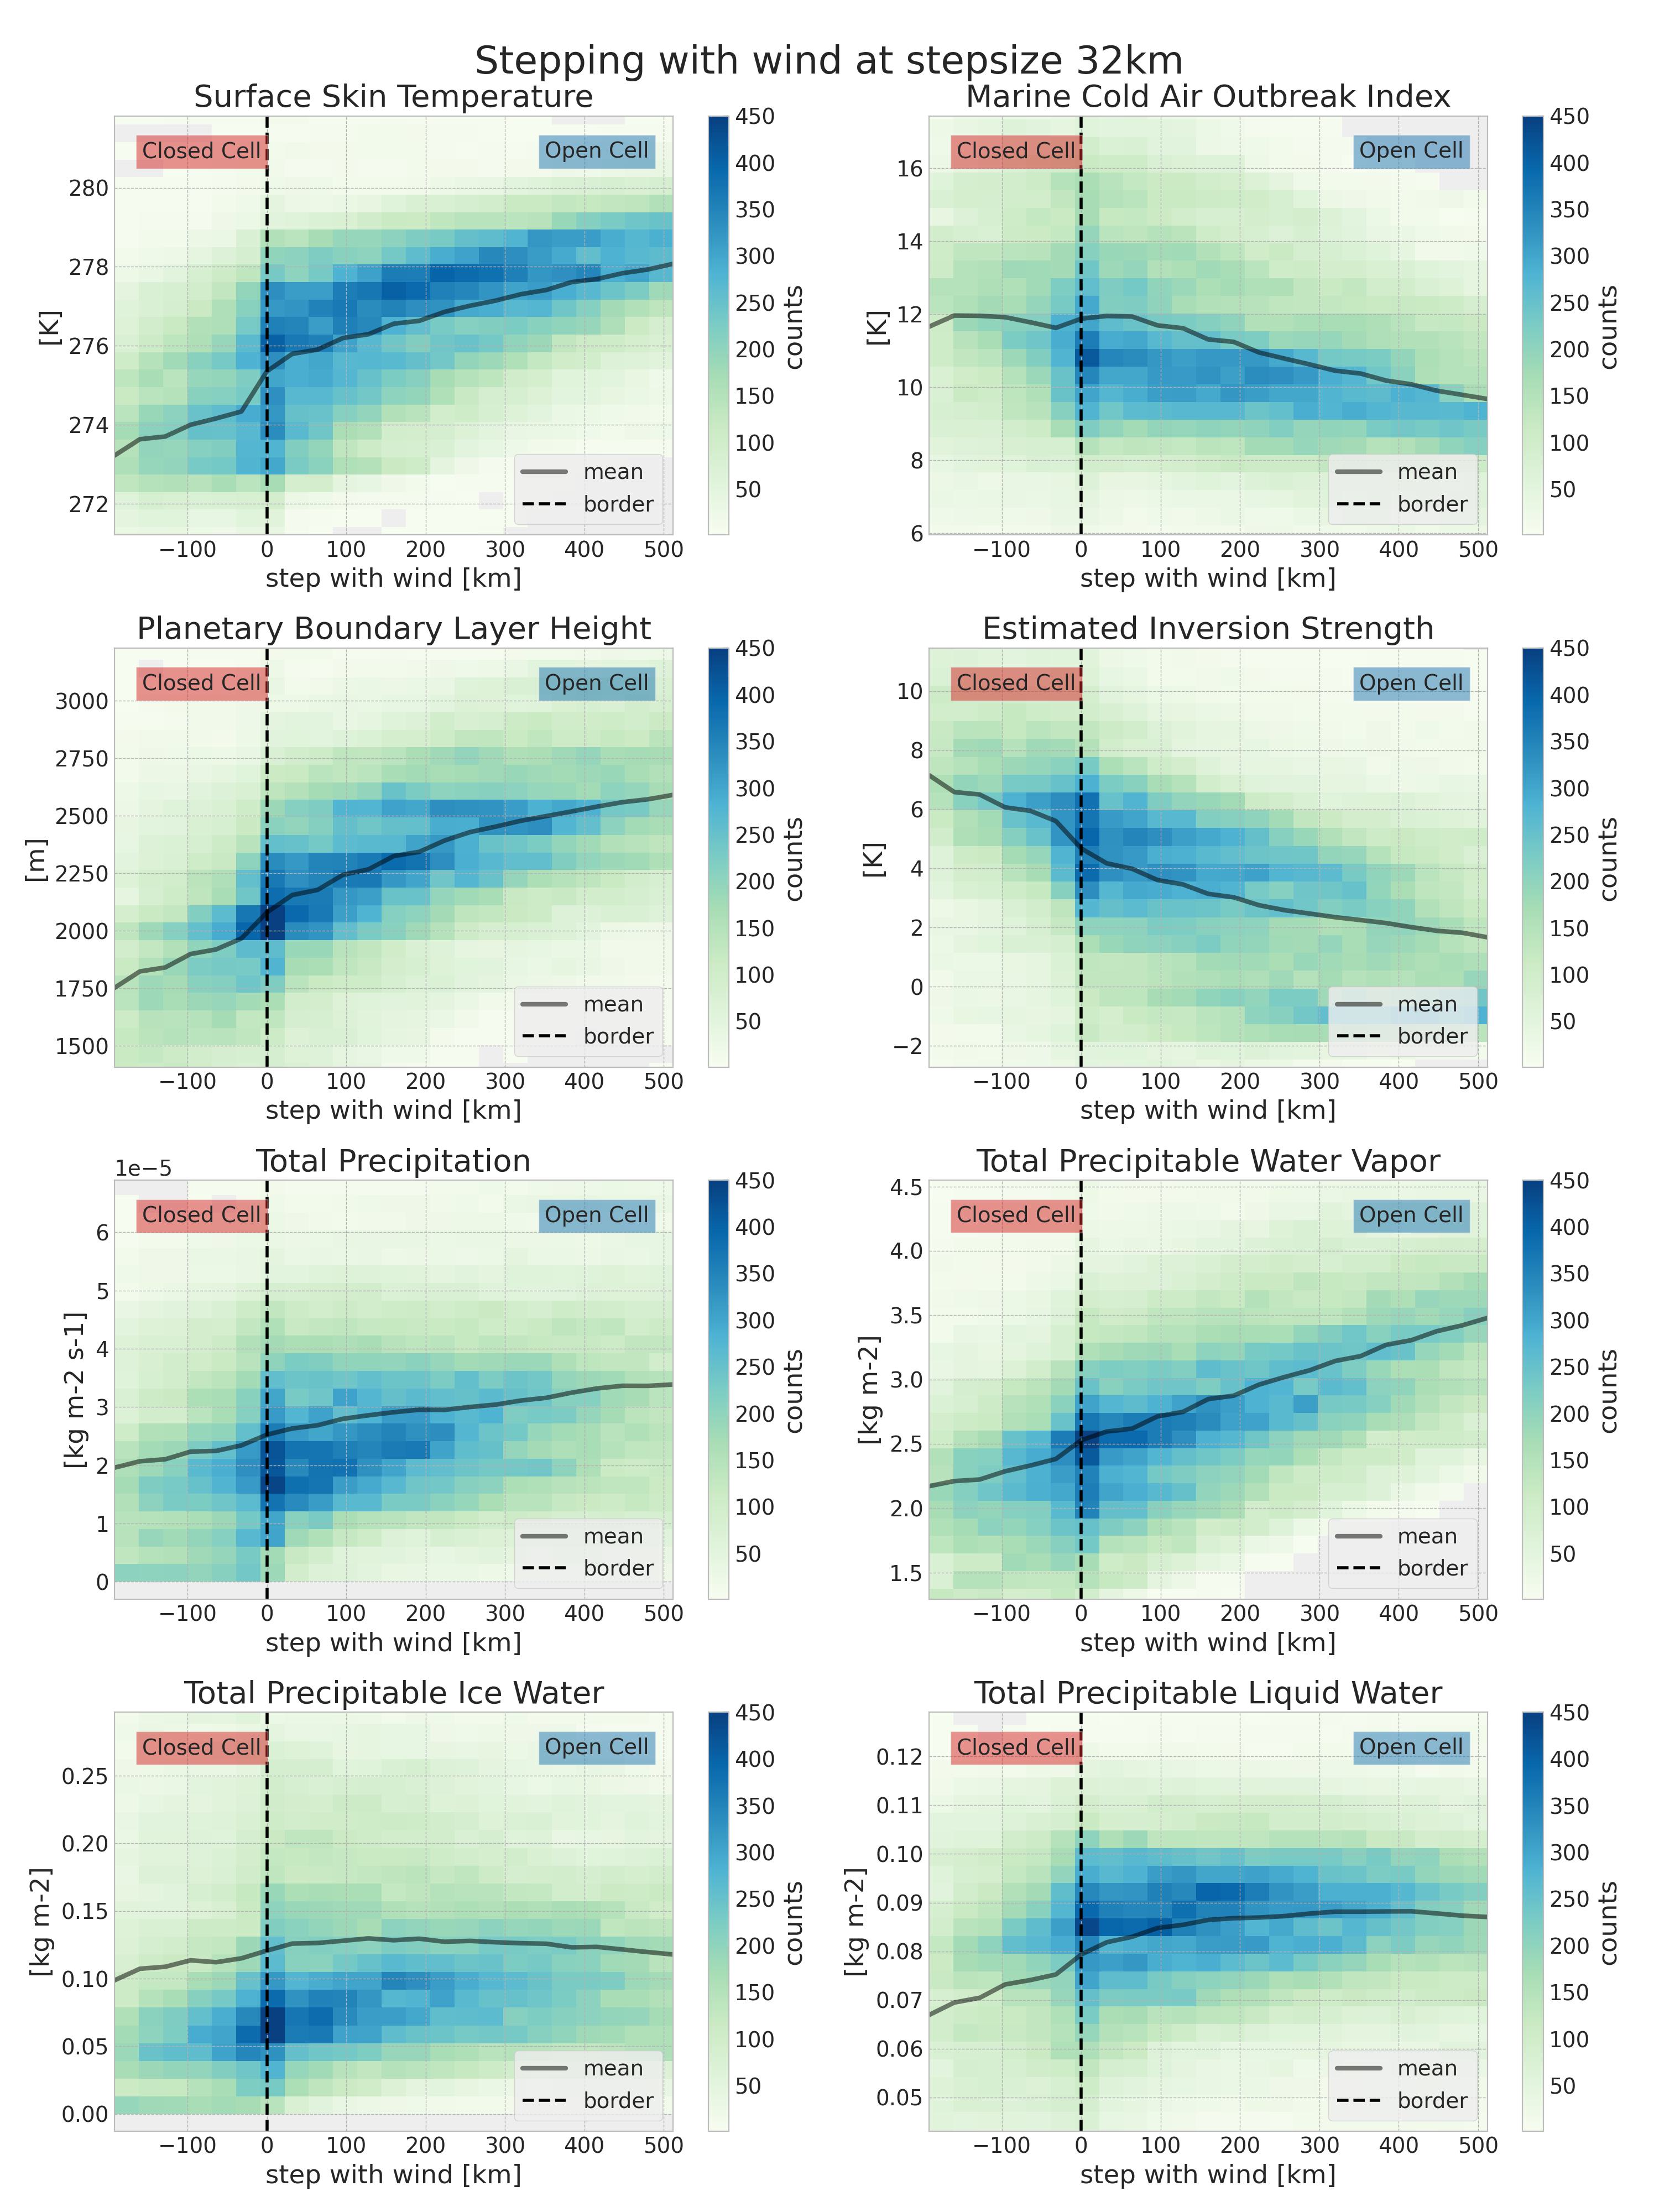 Stepping with wind at stepsize 32km
Surface Skin Temperature
Closed Cell
Open Cell
[K]
280
278
276
274
272
mean
border
−100 0 100 200 300 400 500
step with wind [km]
450
400
350
300
250
200
150
100
50
counts
Marine Cold Air Outbreak Index
Closed Cell
Open Cell
[K]
16
14
12
10
8
6
mean
border
−100 0 100 200 300 400 500
step with wind [km]
450
400
350
300
250
200
150
100
50
counts
Planetary Boundary Layer Height
Closed Cell
Open Cell
[m]
3000
2750
2500
2250
2000
1750
1500
mean
border
−100 0 100 200 300 400 500
step with wind [km]
450
400
350
300
250
200
150
100
50
counts
Estimated Inversion Strength
Closed Cell
Open Cell
[K]
10
8
6
4
2
0
−2
mean
border
−100 0 100 200 300 400 500
step with wind [km]
450
400
350
300
250
200
150
100
50
counts
Total Precipitation
1e−5
Closed Cell
Open Cell
[kg m-2 s-1]
6
5
4
3
2
1
0
mean
border
−100 0 100 200 300 400 500
step with wind [km]
450
400
350
300
250
200
150
100
50
counts
Total Precipitable Water Vapor
Closed Cell
Open Cell
[kg m-2]
4.5
4.0
3.5
3.0
2.5
2.0
1.5
mean
border
−100 0 100 200 300 400 500
step with wind [km]
450
400
350
300
250
200
150
100
50
counts
Total Precipitable Ice Water
Closed Cell
Open Cell
[kg m-2]
0.25
0.20
0.15
0.10
0.05
0.00
mean
border
−100 0 100 200 300 400 500
step with wind [km]
450
400
350
300
250
200
150
100
50
counts
Total Precipitable Liquid Water
Closed Cell
Open Cell
[kg m-2]
0.12
0.11
0.10
0.09
0.08
0.07
0.06
0.05
mean
border
−100 0 100 200 300 400 500
step with wind [km]
450
400
350
300
250
200
150
100
50
counts